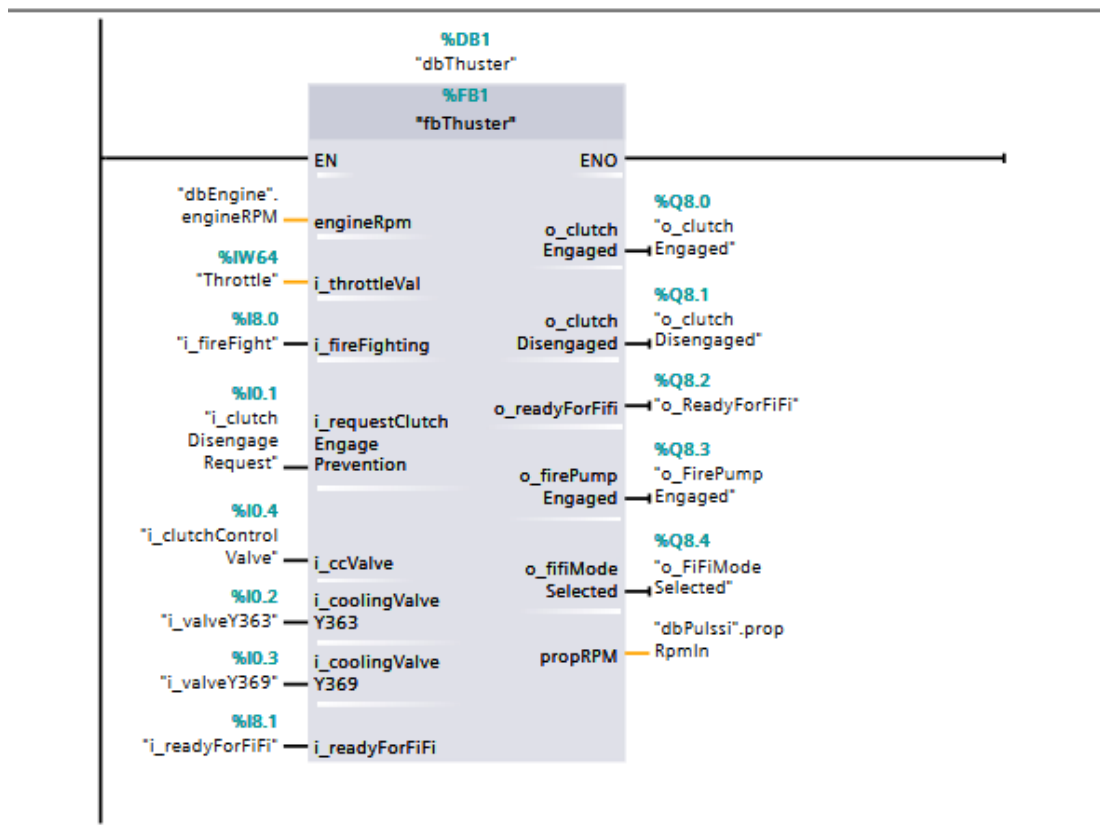 %DB1
"dbThuster"
%FB1
"fbThuster"
EN
ENO
"dbEngine".
engineRPM
engineRpm
%IW64
"Throttle"
i_throttleVal
%I8.0
"i_fireFight"
i_fireFighting
%I0.1
"i_clutch
Disengage
Request"
i_requestClutch
Engage
Prevention
%I0.4
"i_clutchControl
Valve"
i_ccValve
%I0.2
"i_valveY363"
i_coolingValve
Y363
%I0.3
"i_valveY369"
i_coolingValve
Y369
%I8.1
"i_readyForFiFi"
i_readyForFiFi
o_clutch
Engaged
%Q8.0
"o_clutch
Engaged"
o_clutch
Disengaged
%Q8.1
"o_clutch
Disengaged"
o_readyForFifi
%Q8.2
"o_ReadyForFiFi"
o_firePump
Engaged
%Q8.3
"o_FirePump
Engaged"
o_fifiMode
Selected
%Q8.4
"o_FiFiMode
Selected"
propRPM
"dbPulssi".prop
RpmIn